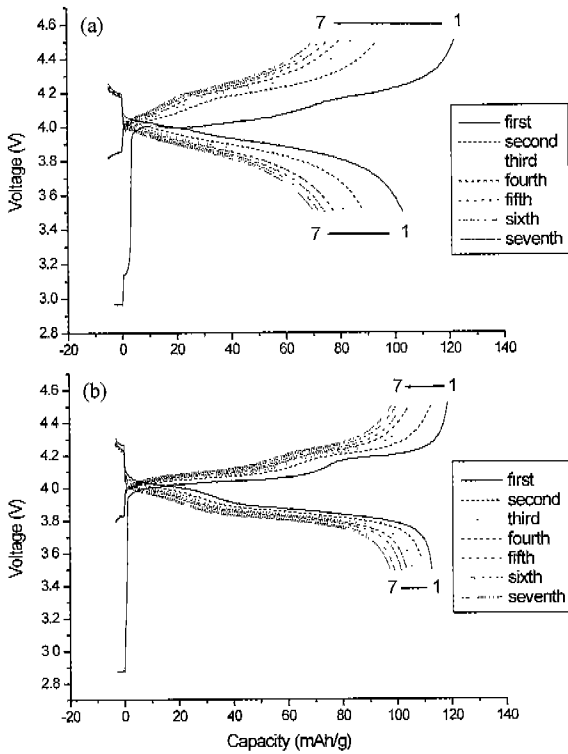 (a)
7 1
4.6
4.4
4.2
4.0
3.8
3.6
3.4
3.2
3.0
2.8
Voltage (V)
7 1
first
second
third
fourth
fifth
sixth
seventh
-20 0 20 40 60 80 100 120 140
(b)
7 1
4.6
4.4
4.2
4.0
3.8
3.6
3.4
3.2
3.0
2.8
Voltage (V)
7 1
first
second
third
fourth
fifth
sixth
seventh
-20 0 20 40 60 80 100 120 140
Capacity (mAh/g)